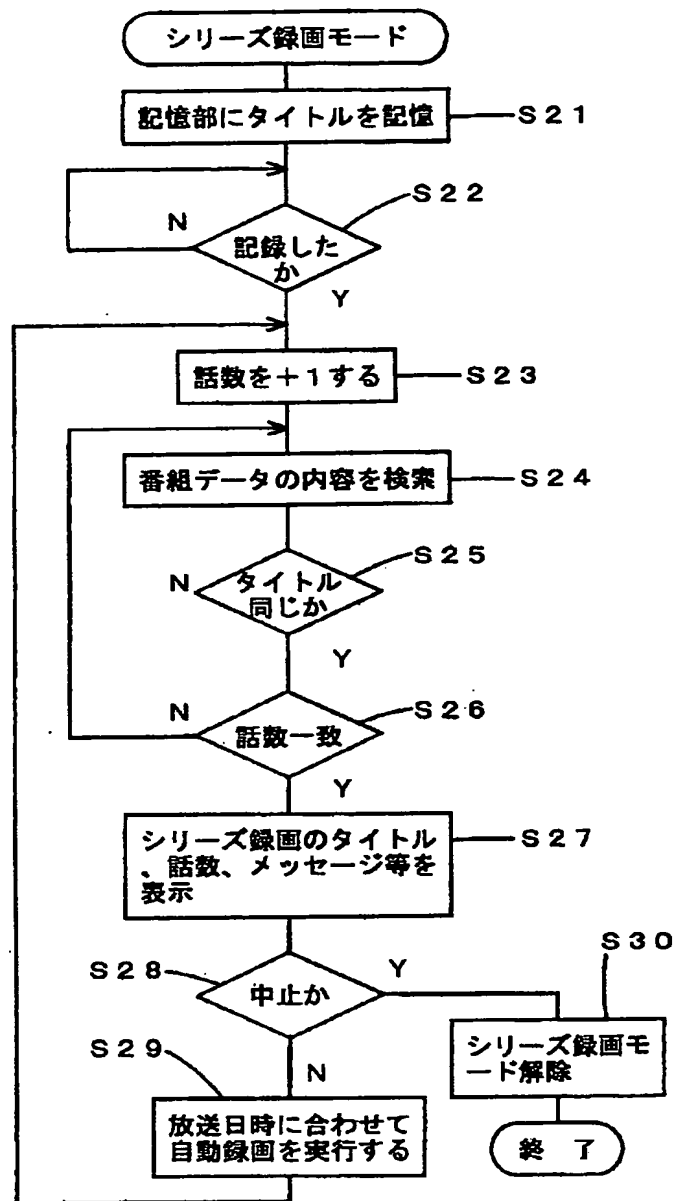 シリーズ録画モード
記憶部にタイトルを記憶
S21
S22
N
記録した
か
Y
話数を+1する
S23
番組データの内容を検索
S24
S25
N
タイトル
同じか
Y
S26
N
話数一致
Y
シリーズ録画のタイトル
、話数、メッセージ等を
表示
S27
S30
S28
Y
中止か
シリーズ録画モ
ード解除
S29
N
放送日時に合わせて
自動録画を実行する
終 了